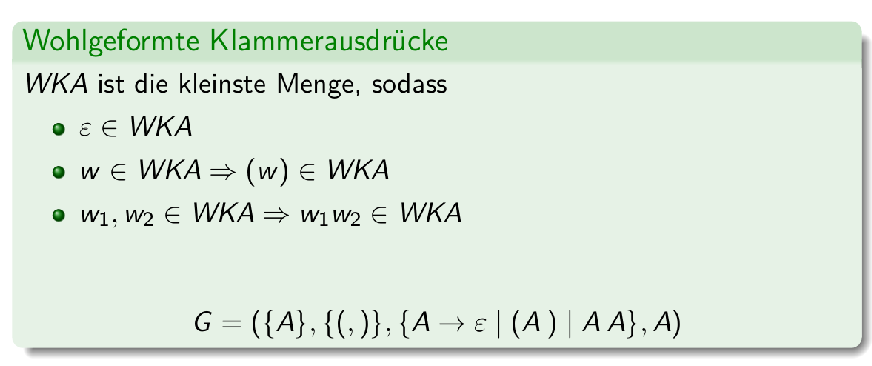 Wohlgeformte Klammerausdrücke
WKA ist die kleinste Menge, sodass
ε ∈ WKA
w ∈ WKA ⇒ (w) ∈ WKA
w₁, w₂ ∈ WKA ⇒ w₁w₂ ∈ WKA
G = ({A}, {(, )}, {A → ε | (A ) | A A}, A)